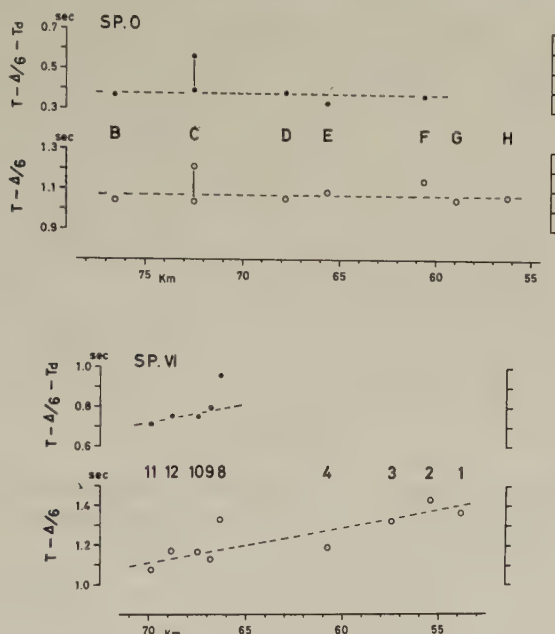 sec
SP. O
T − Δ/6 − Td
0.7
0.5
0.3
B C D E F G H
sec
T − Δ/6
1.3
1.1
0.9
75 70 65 60 55
Km
sec
SP. VI
T − Δ/6 − Td
1.0
0.8
0.6
11 12 10 9 8 4 3 2 1
sec
T − Δ/6
1.4
1.2
1.0
70 65 60 55
Km